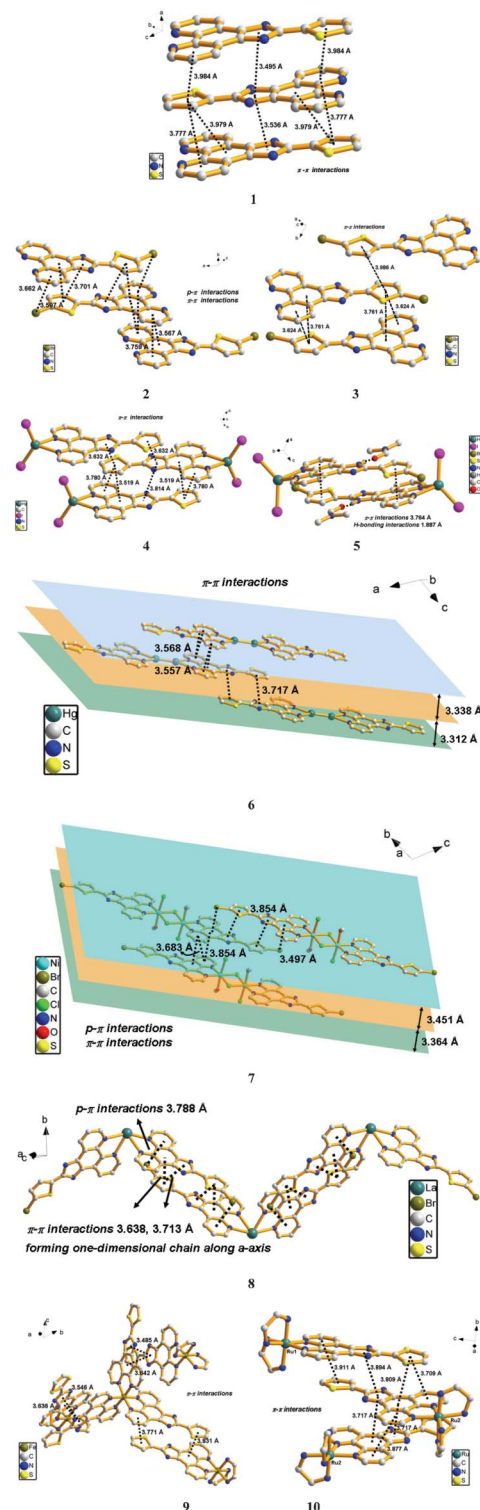 b
c
a
3.984 Å
3.495 Å
3.984 Å
3.777 Å
3.979 Å
3.536 Å
3.979 Å
3.777 Å
C
N
S
π-π interactions
1
3.662 Å
3.701 Å
3.597 Å
p-π interactions
π-π interactions
3.567 Å
3.759 Å
C
N
S
2
π-π interactions
3.986 Å
3.624 Å
3.761 Å
3.624 Å
3.761 Å
Br
C
N
S
3
π-π interactions
3.632 Å
3.632 Å
3.780 Å
3.519 Å
3.519 Å
3.814 Å
3.780 Å
N
S
4
π-π interactions 3.764 Å
H-bonding interactions 1.887 Å
I
Br
S
N
H
C
O
5
π-π interactions
a
b
c
3.568 Å
3.557 Å
3.717 Å
3.338 Å
3.312 Å
Hg
C
N
S
6
b
a
c
3.854 Å
3.683 Å
3.854 Å
3.497 Å
3.451 Å
3.364 Å
Ni
Br
C
Cl
N
O
S
p-π interactions
π-π interactions
7
b
a
c
p-π interactions 3.788 Å
π-π interactions 3.638, 3.713 Å
forming one-dimensional chain along a-axis
La
Br
C
N
S
8
a
c
b
3.485 Å
3.642 Å
3.546 Å
3.636 Å
π-π interactions
3.771 Å
3.631 Å
Fe
C
N
S
9
b
c
a
Ru1
3.911 Å
3.894 Å
3.809 Å
3.709 Å
π-π interactions
3.717 Å
3.717 Å
Ru2
Ru2
3.877 Å
Ru
C
N
S
10